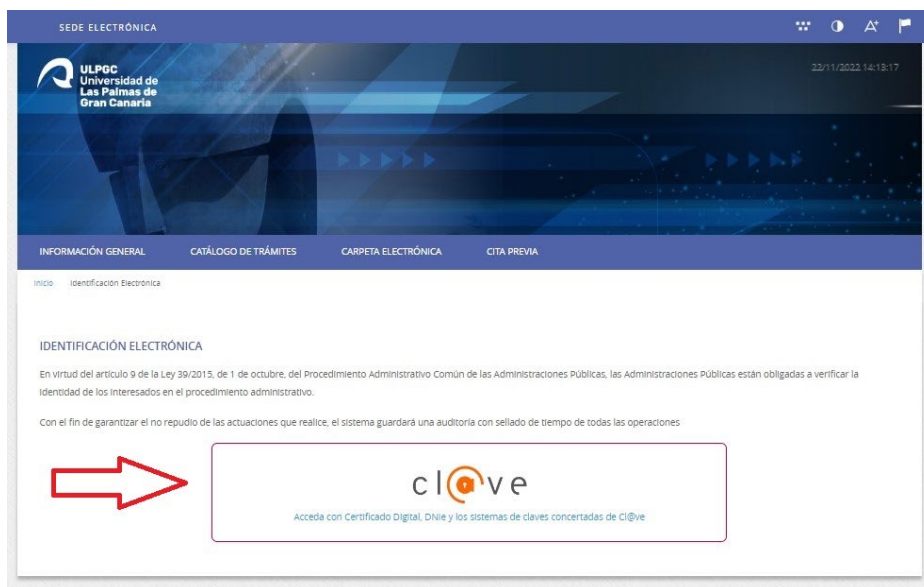 SEDE ELECTRÓNICA
A+
ULPGC
Universidad de
Las Palmas de
Gran Canaria
22/11/2022 14:13:17
INFORMACIÓN GENERAL CATÁLOGO DE TRÁMITES CARPETA ELECTRÓNICA CITA PREVIA
Inicio Identificación Electrónica
IDENTIFICACIÓN ELECTRÓNICA
En virtud del artículo 9 de la Ley 39/2015, de 1 de octubre, del Procedimiento Administrativo Común de las Administraciones Públicas, las Administraciones Públicas están obligadas a verificar la
identidad de los interesados en el procedimiento administrativo.
Con el fin de garantizar el no repudio de las actuaciones que realice, el sistema guardará una auditoría con sellado de tiempo de todas las operaciones
cl@ve
Acceda con Certificado Digital, DNIe y los sistemas de claves concertadas de Cl@ve